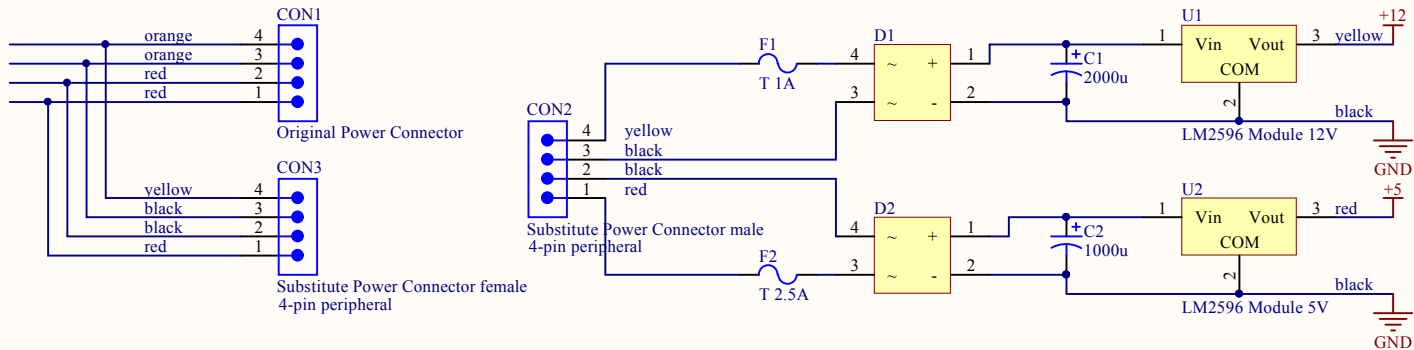 CON1
orange 4
orange 3
red 2
red 1
Original Power Connector
CON3
yellow 4
black 3
black 2
red 1
Substitute Power Connector female
4-pin peripheral
CON2
4 yellow
3 black
2 black
1 red
Substitute Power Connector male
4-pin peripheral
F1
T 1A
D1
4 ~ + 1
3 ~ - 2
+ C1
2000u
U1
1 Vin Vout 3 yellow
COM
2
LM2596 Module 12V
+12
black
GND
F2
T 2.5A
D2
4 ~ + 1
3 ~ - 2
+ C2
1000u
U2
1 Vin Vout 3 red
COM
2
LM2596 Module 5V
+5
black
GND